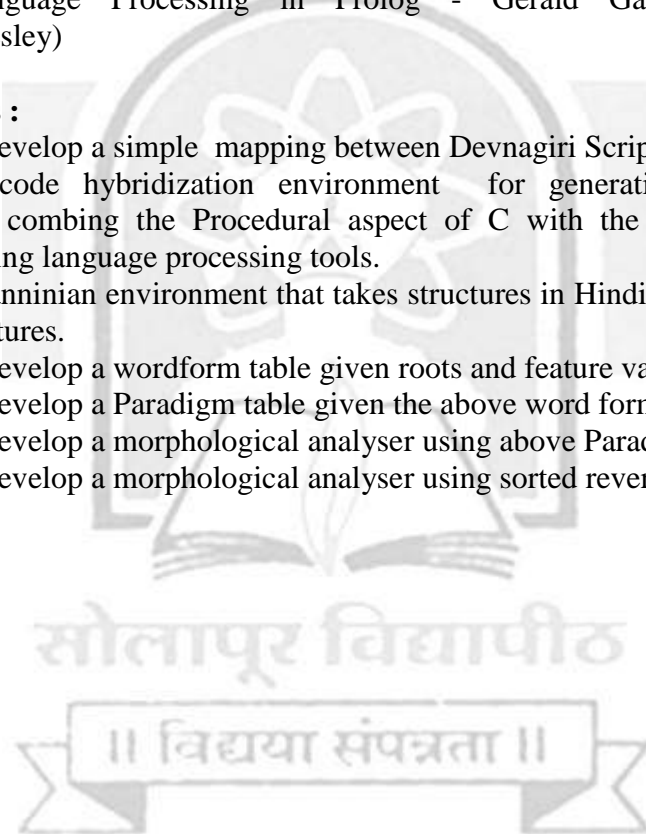 nguage Processing in Prolog - Gerald Ga
sley)
:
evelop a simple mapping between Devnagiri Scrip
code hybridization environment for generati
combing the Procedural aspect of C with the
ing language processing tools.
anninian environment that takes structures in Hindi
tures.
evelop a wordform table given roots and feature va
evelop a Paradigm table given the above word form
evelop a morphological analyser using above Parad
evelop a morphological analyser using sorted rever
सोलापूर विद्यापीठ
॥ विद्यया संपन्नता ॥